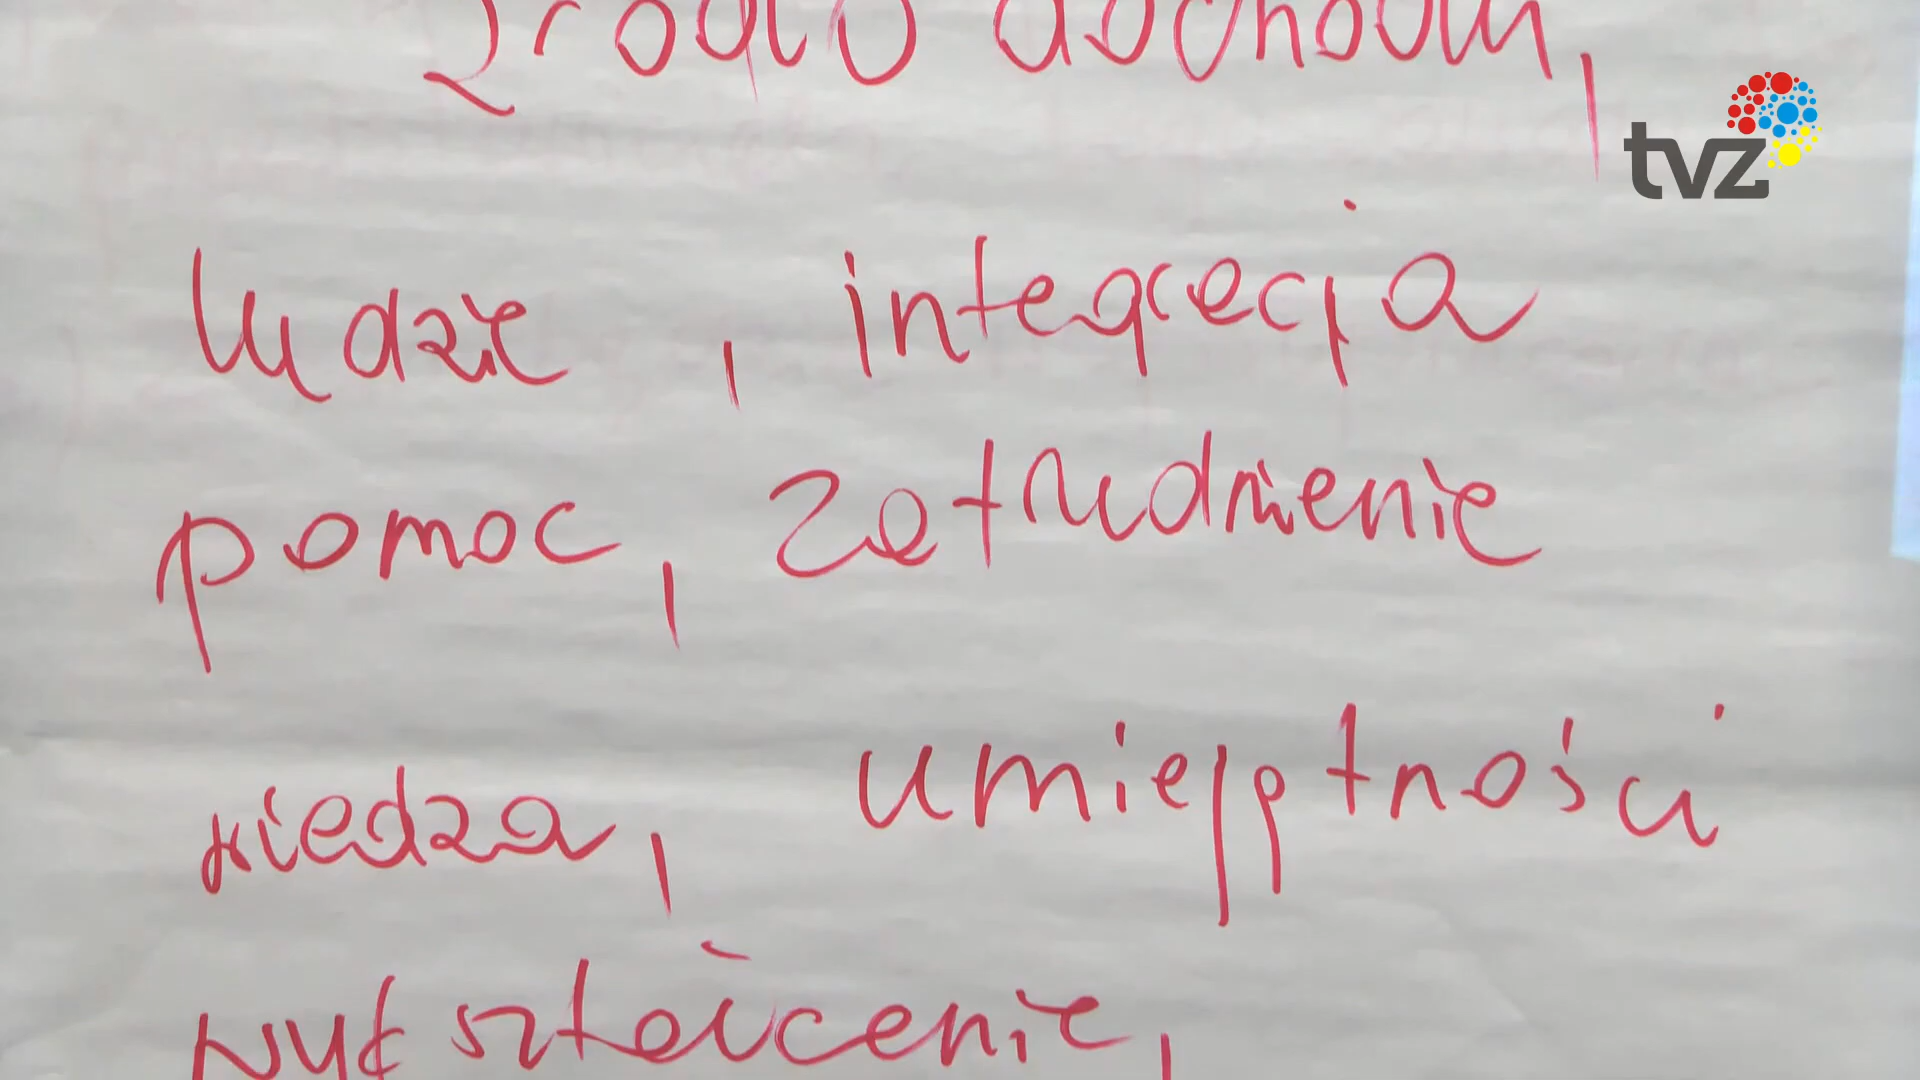 źródło dochodu,
tvz
ludzie, integracja
pomoc, zatrudnienie
wiedza, umiejętności
wykształcenie,